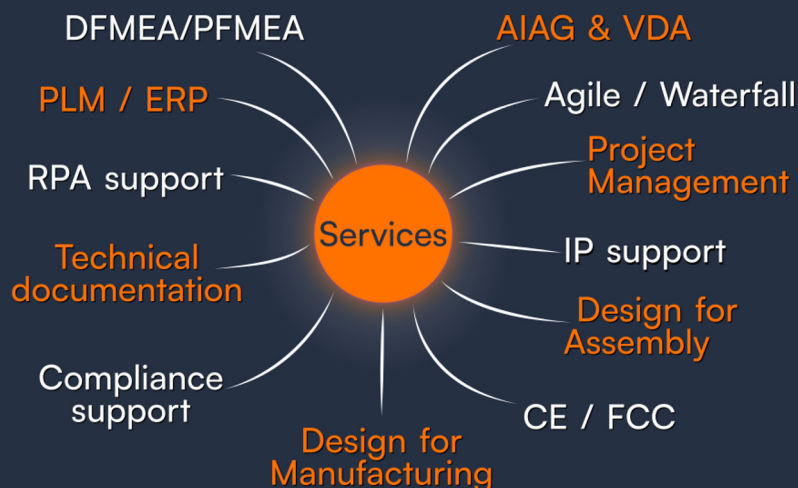 DFMEA/PFMEA
AIAG & VDA
PLM / ERP
Agile / Waterfall
Project
Management
RPA support
Services
IP support
Technical
documentation
Design for
Assembly
Compliance
support
CE / FCC
Design for
Manufacturing